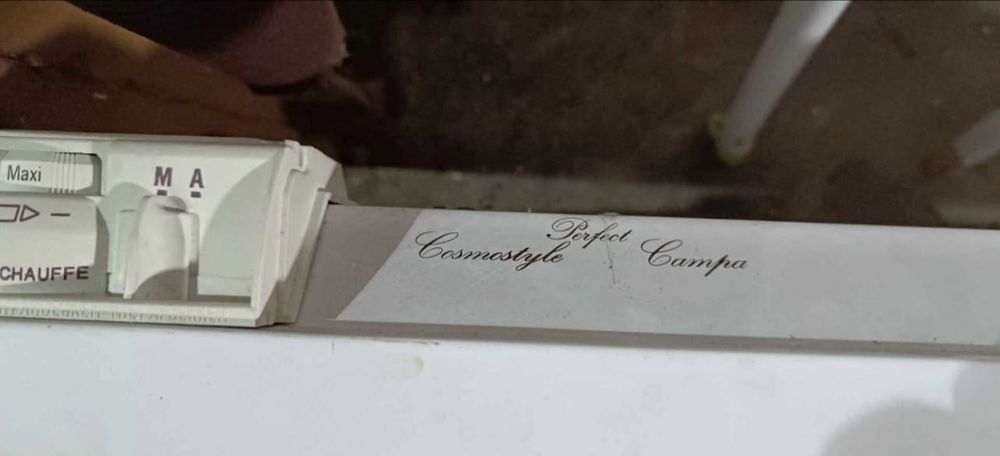 Maxi
M A
CHAUFFE
Perfect
Cosmostyle Campa